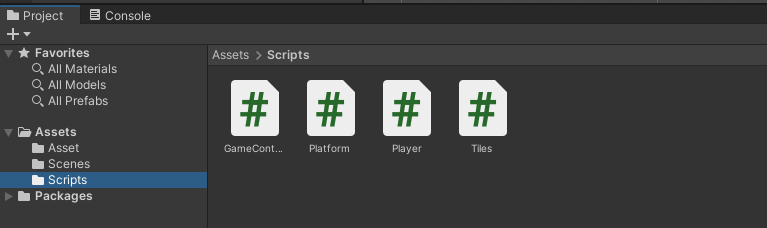 Project Console
Favorites
All Materials
All Models
All Prefabs
Assets
Asset
Scenes
Scripts
Packages
Assets > Scripts
GameCont... Platform Player Tiles